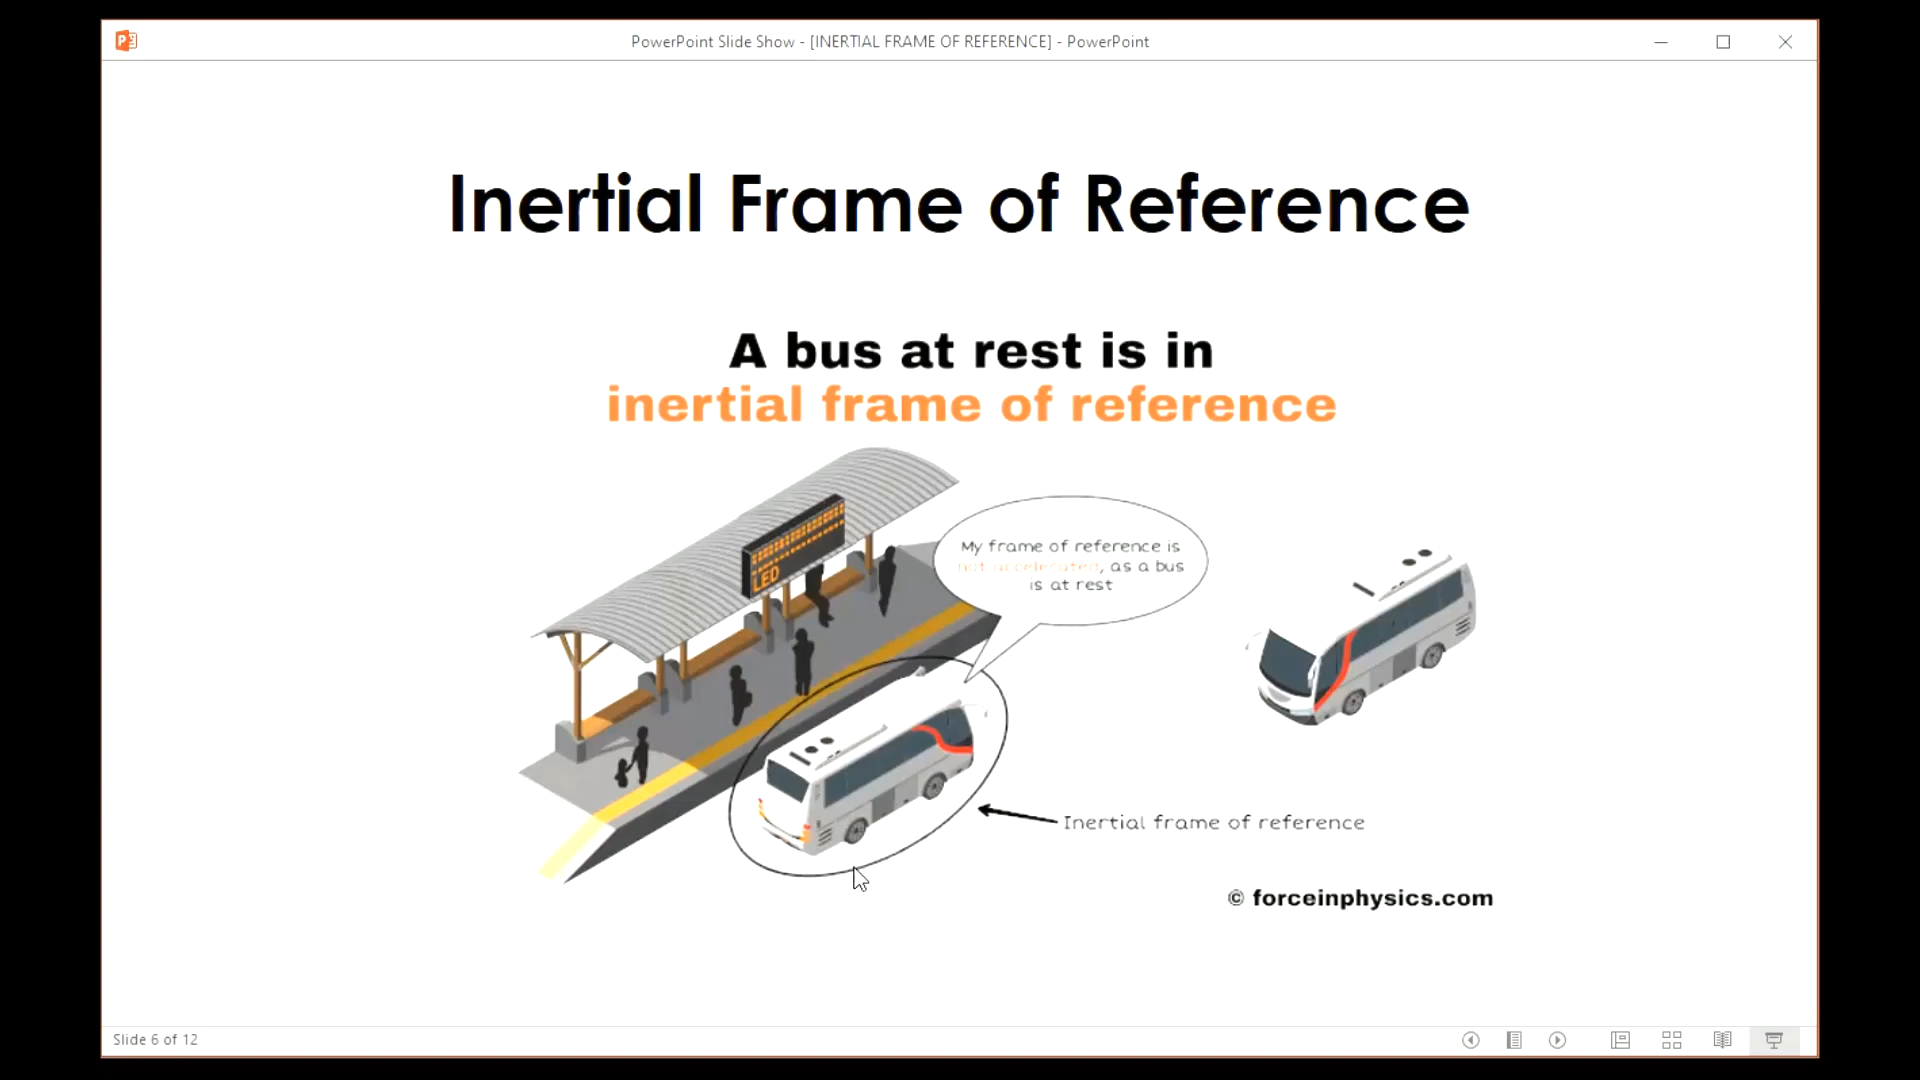 PowerPoint Slide Show - [INERTIAL FRAME OF REFERENCE] - PowerPoint
Inertial Frame of Reference
A bus at rest is in
inertial frame of reference
LED
My frame of reference is
not accelerated, as a bus
is at rest
Inertial frame of reference
© forceinphysics.com
Slide 6 of 12